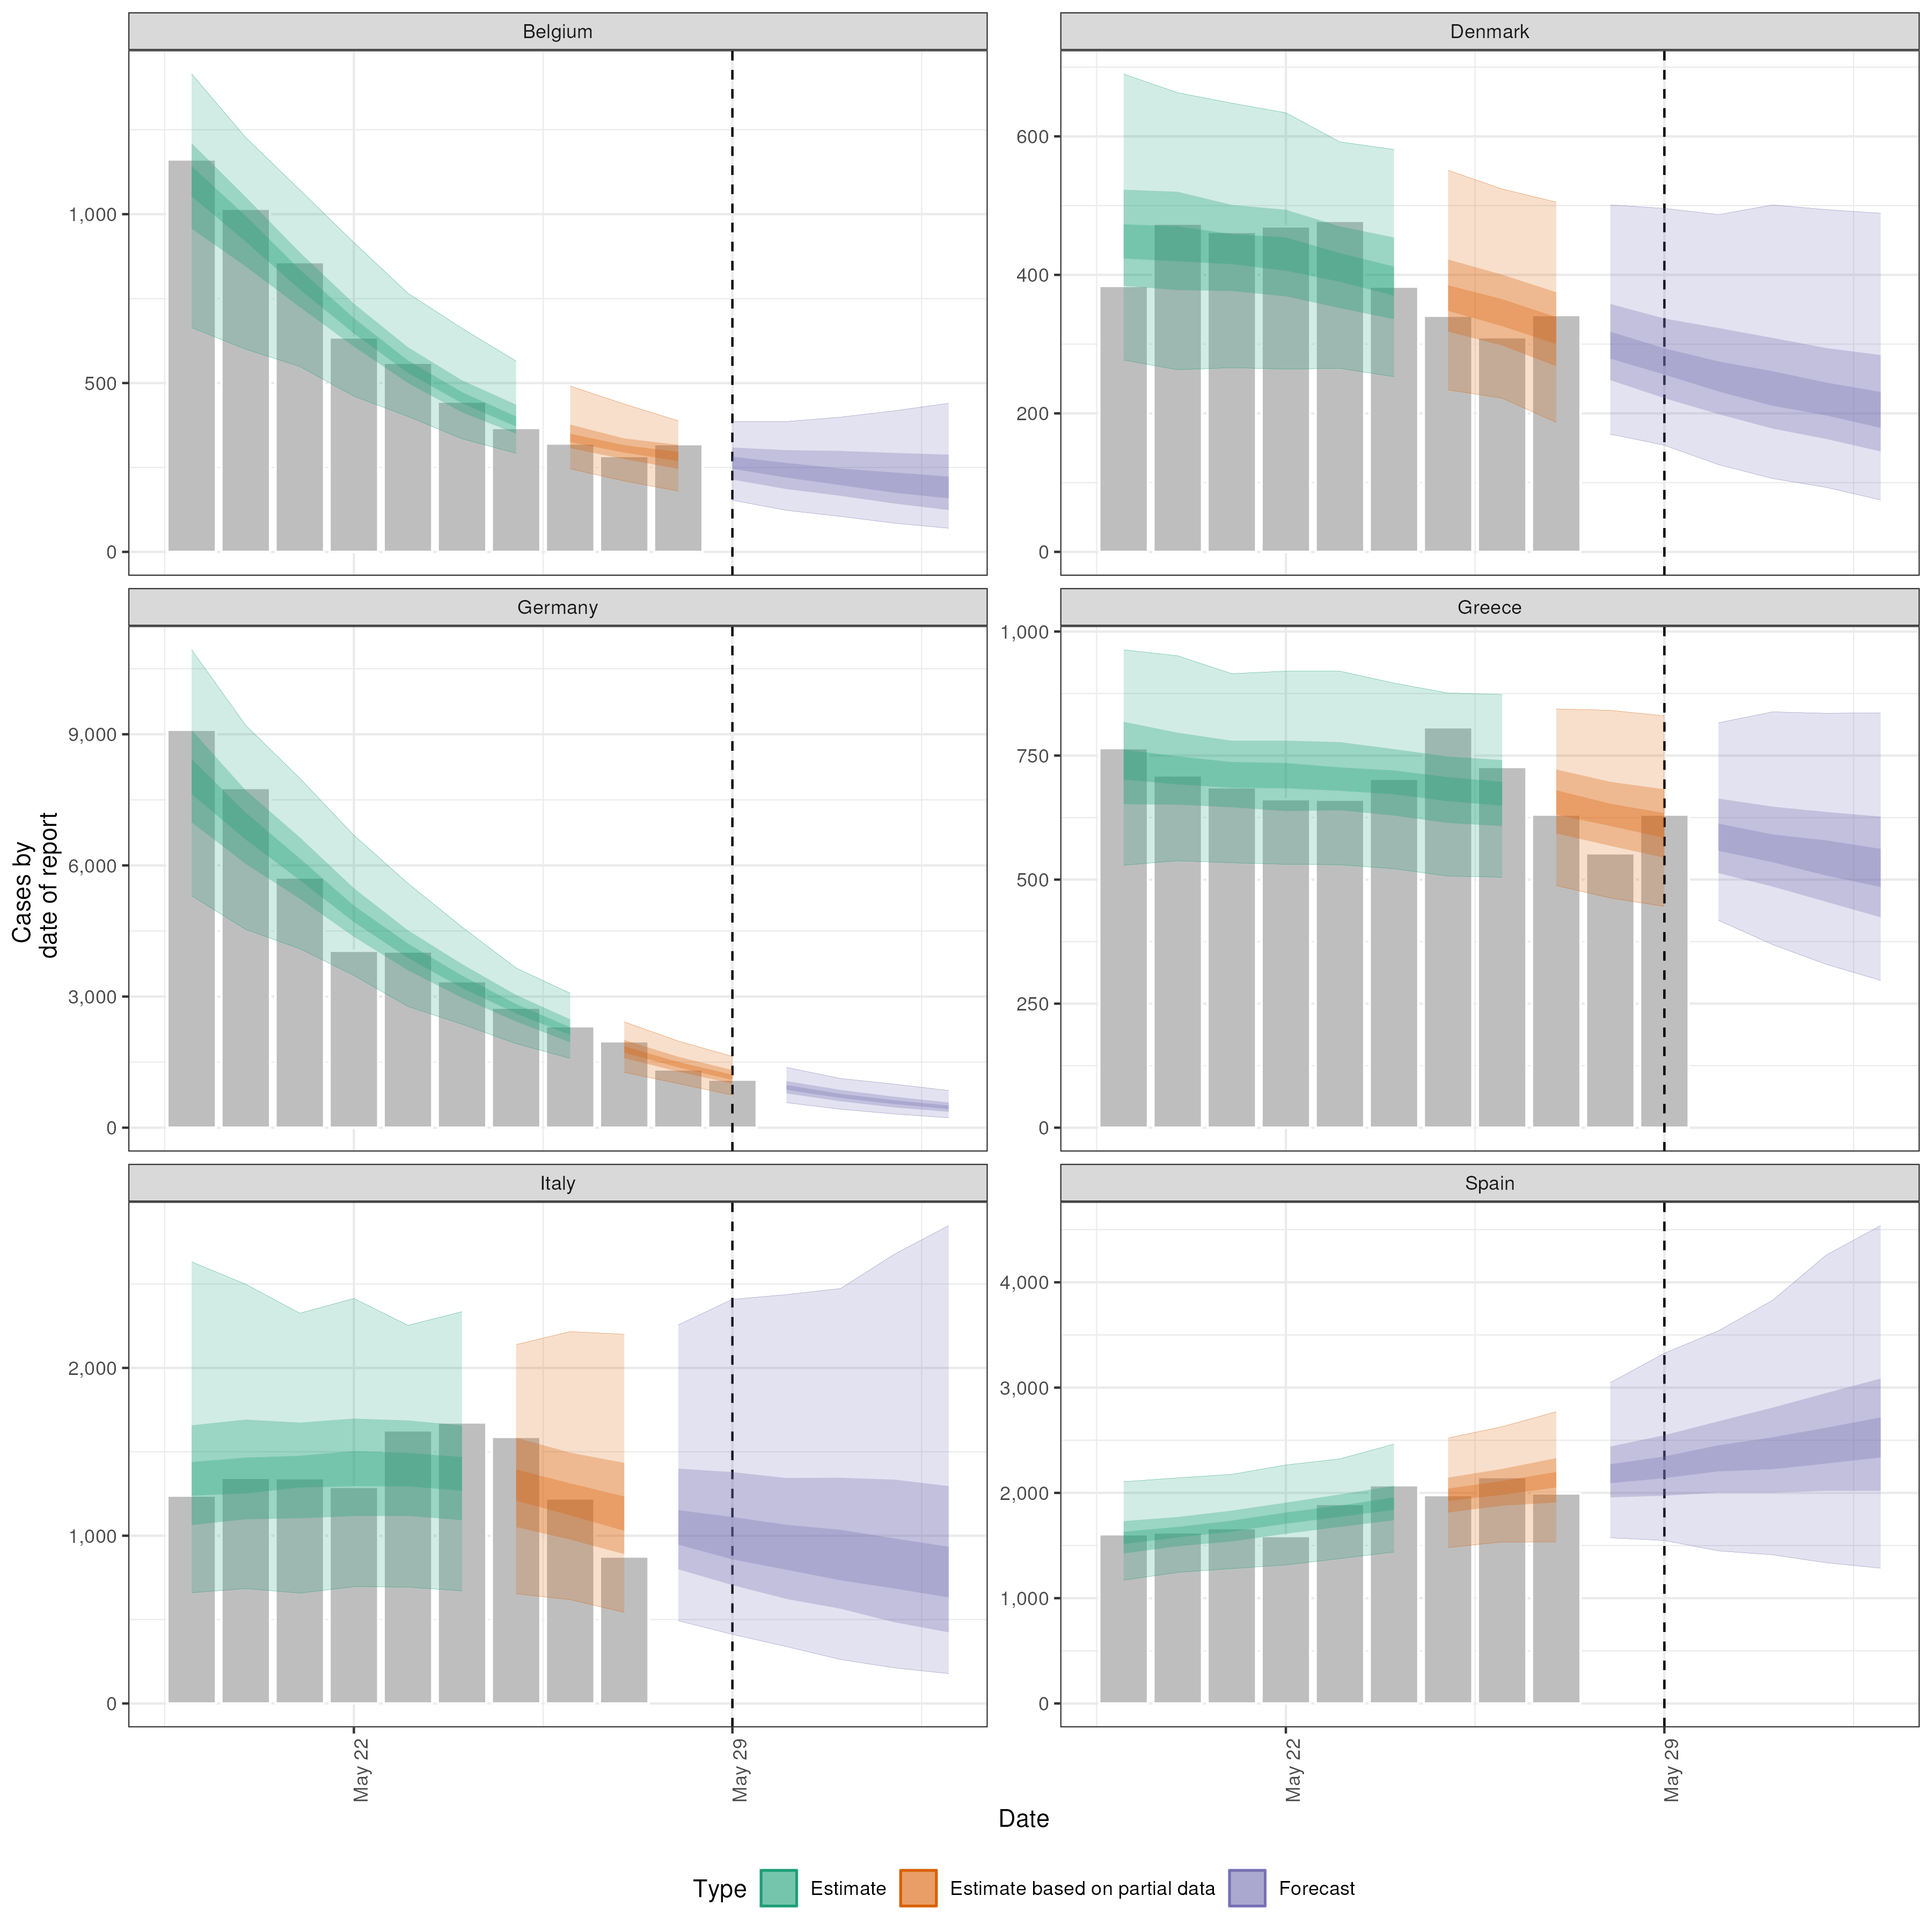 Belgium
Denmark
1,000
500
0
600
400
200
0
Germany
Greece
9,000
6,000
3,000
0
1,000
750
500
250
0
Italy
Spain
2,000
1,000
0
4,000
3,000
2,000
1,000
0
Cases by
date of report
May 22
May 29
May 22
May 29
Date
Type
Estimate
Estimate based on partial data
Forecast